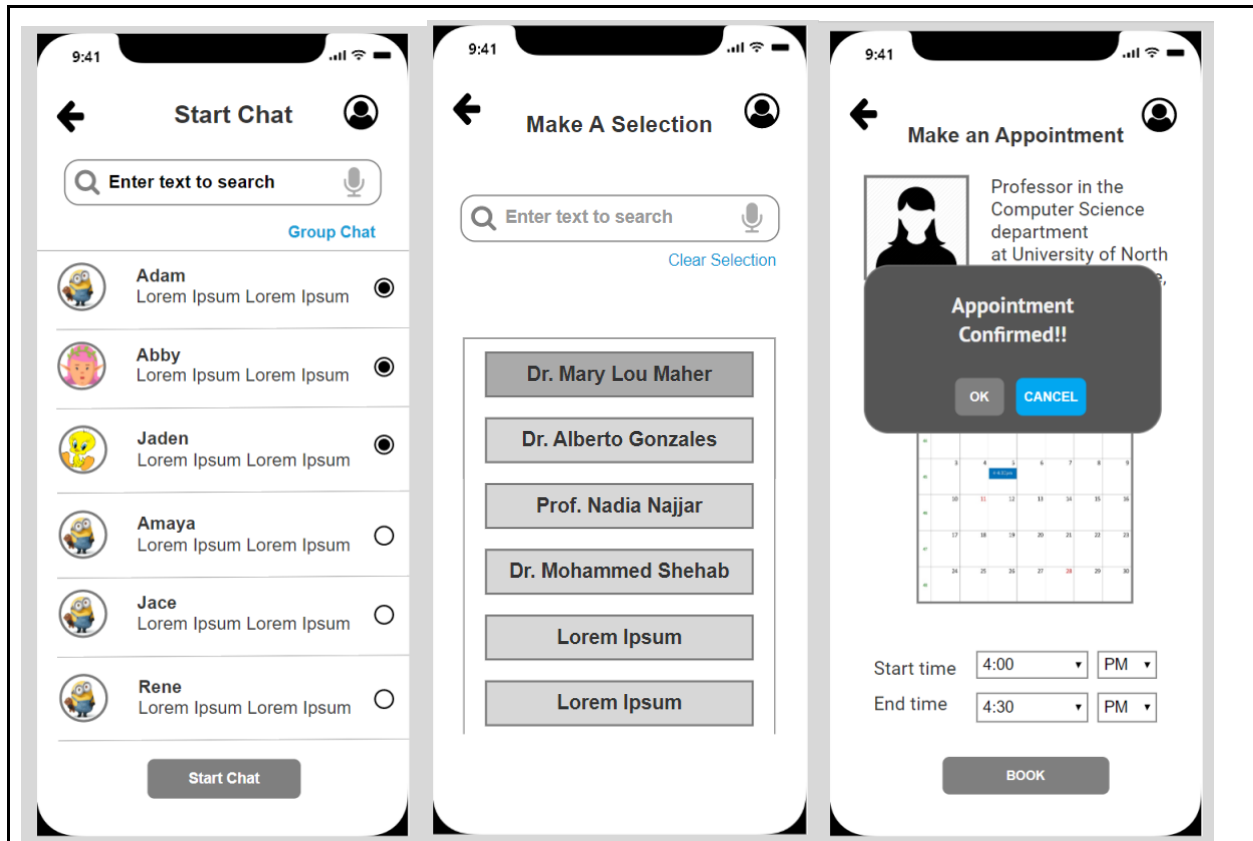 9:41
Start Chat
Enter text to search
Group Chat
Adam
Lorem Ipsum Lorem Ipsum
Abby
Lorem Ipsum Lorem Ipsum
Jaden
Lorem Ipsum Lorem Ipsum
Amaya
Lorem Ipsum Lorem Ipsum
Jace
Lorem Ipsum Lorem Ipsum
Rene
Lorem Ipsum Lorem Ipsum
Start Chat
9:41
Make A Selection
Enter text to search
Clear Selection
Dr. Mary Lou Maher
Dr. Alberto Gonzales
Prof. Nadia Najjar
Dr. Mohammed Shehab
Lorem Ipsum
Lorem Ipsum
9:41
Make an Appointment
Professor in the
Computer Science
department
at University of North
Appointment
Confirmed!!
OK CANCEL
3 4 5 6 7 8 9
10 11 12 13 14 15 16
17 18 19 20 21 22 23
24 25 26 27 28 29 30
Start time 4:00 PM
End time 4:30 PM
BOOK